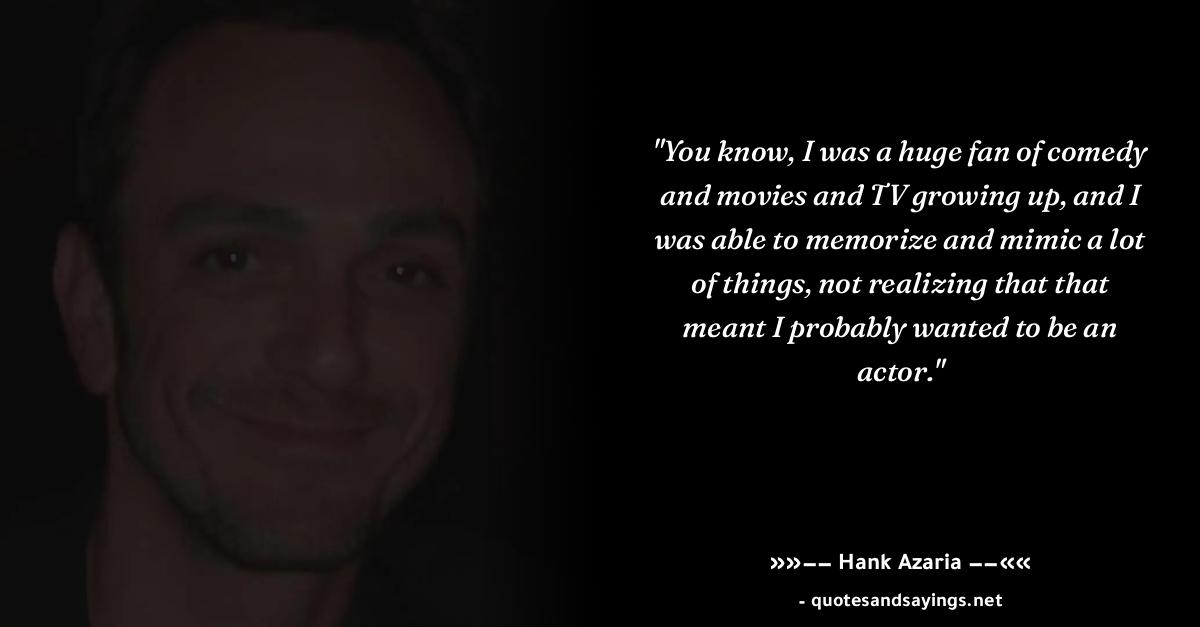 "You know, I was a huge fan of comedy
and movies and TV growing up, and I
was able to memorize and mimic a lot
of things, not realizing that that
meant I probably wanted to be an
actor."
»»−− Hank Azaria −−««
- quotesandsayings.net